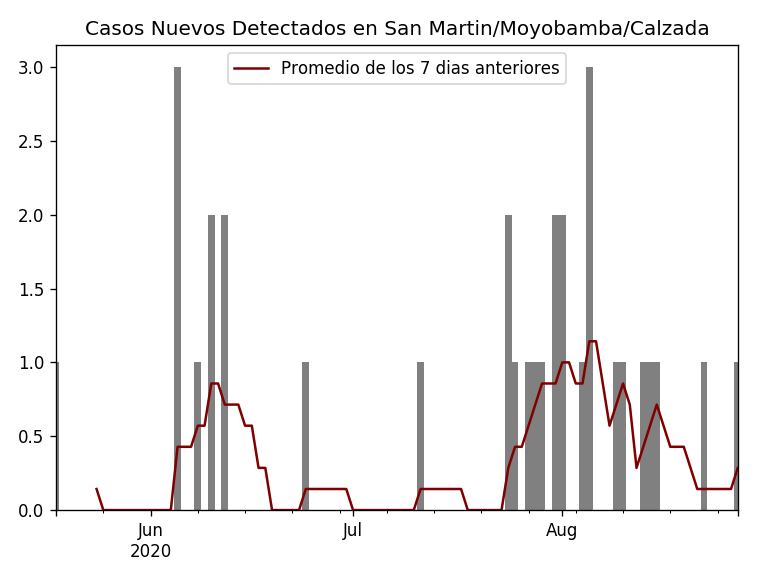 Casos Nuevos Detectados en San Martin/Moyobamba/Calzada
Promedio de los 7 dias anteriores
3.0
2.5
2.0
1.5
1.0
0.5
0.0
Jun Jul Aug
2020